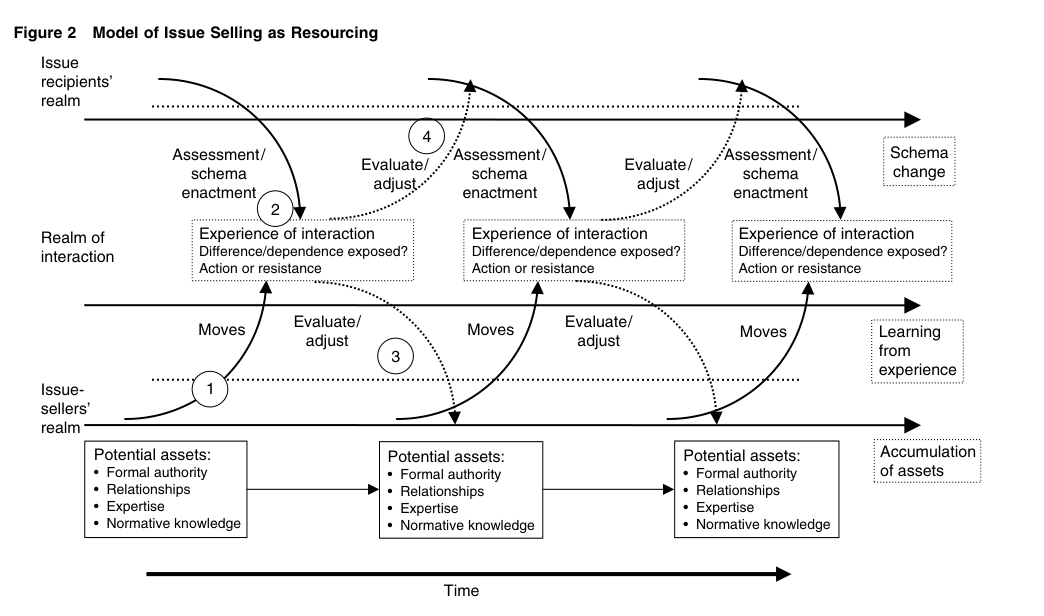 Figure 2 Model of Issue Selling as Resourcing
Issue
recipients'
realm
4
Assessment/
schema
enactment
Evaluate/
adjust
Assessment/
schema
enactment
Evaluate/
adjust
Assessment/
schema
enactment
Schema
change
2
Realm of
interaction
Experience of interaction
Difference/dependence exposed?
Action or resistance
Experience of interaction
Difference/dependence exposed?
Action or resistance
Experience of interaction
Difference/dependence exposed?
Action or resistance
Moves
Evaluate/
adjust
Moves
Evaluate/
adjust
Moves
Learning
from
experience
3
1
Issue-
sellers'
realm
Potential assets:
• Formal authority
• Relationships
• Expertise
• Normative knowledge
Potential assets:
• Formal authority
• Relationships
• Expertise
• Normative knowledge
Potential assets:
• Formal authority
• Relationships
• Expertise
• Normative knowledge
Accumulation
of assets
Time